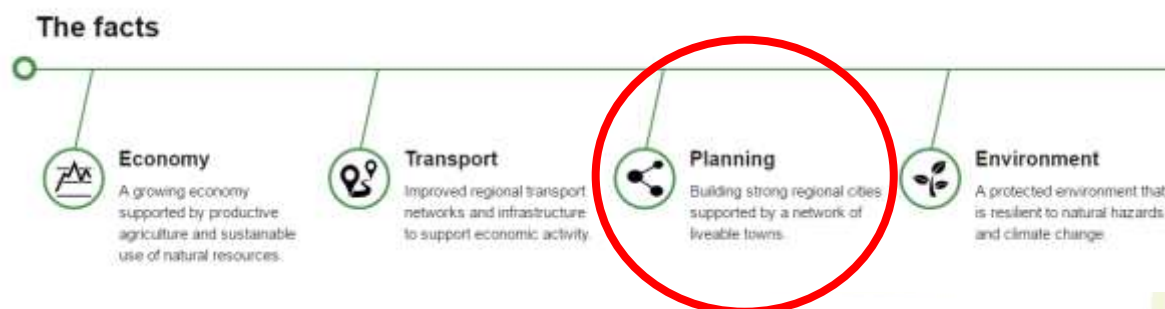 The facts
Economy
A growing economy
supported by productive
agriculture and sustainable
use of natural resources.
Transport
Improved regional transport
networks and infrastructure
to support economic activity.
Planning
Building strong regional cities
supported by a network of
liveable towns.
Environment
A protected environment that
is resilient to natural hazards
and climate change